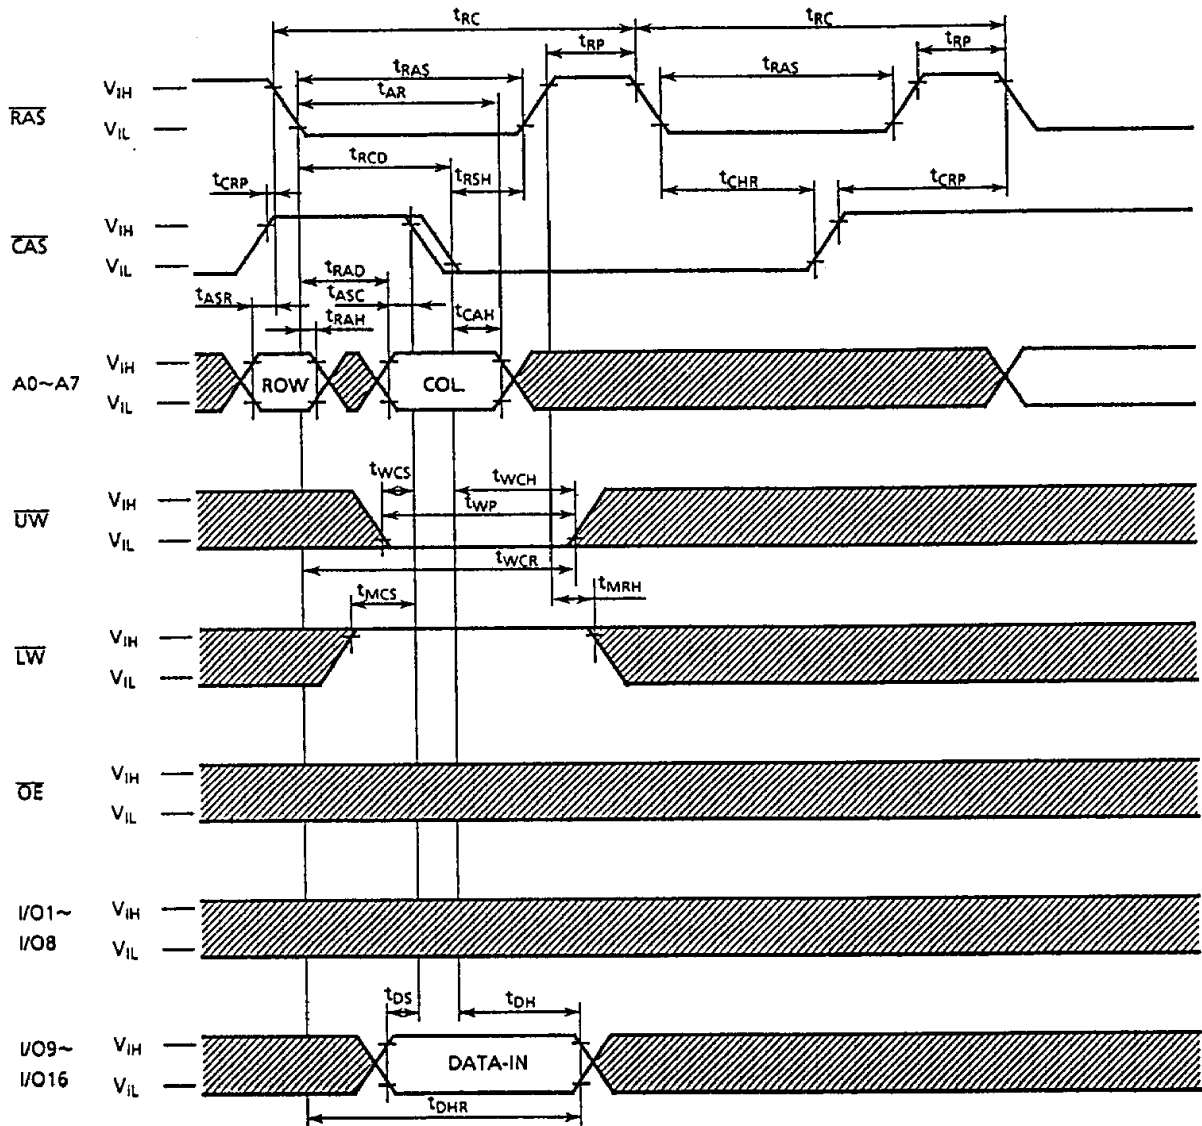 tRC tRC
tRP tRP
tRAS tRAS
tAR
RAS VIH
VIL
tRCD
tCRP tRSH tCHR tCRP
CAS VIH
VIL
tRAD
tASR tASC
tRAH tCAH
A0~A7 VIH
ROW COL.
VIL
tWCS tWCH
UW VIH
tWP
VIL
tWCR
tMCS tMRH
LW VIH
VIL
OE VIH
VIL
I/O1~ VIH
I/O8 VIL
tDS tDH
I/O9~ VIH
DATA-IN
I/O16 VIL
tDHR